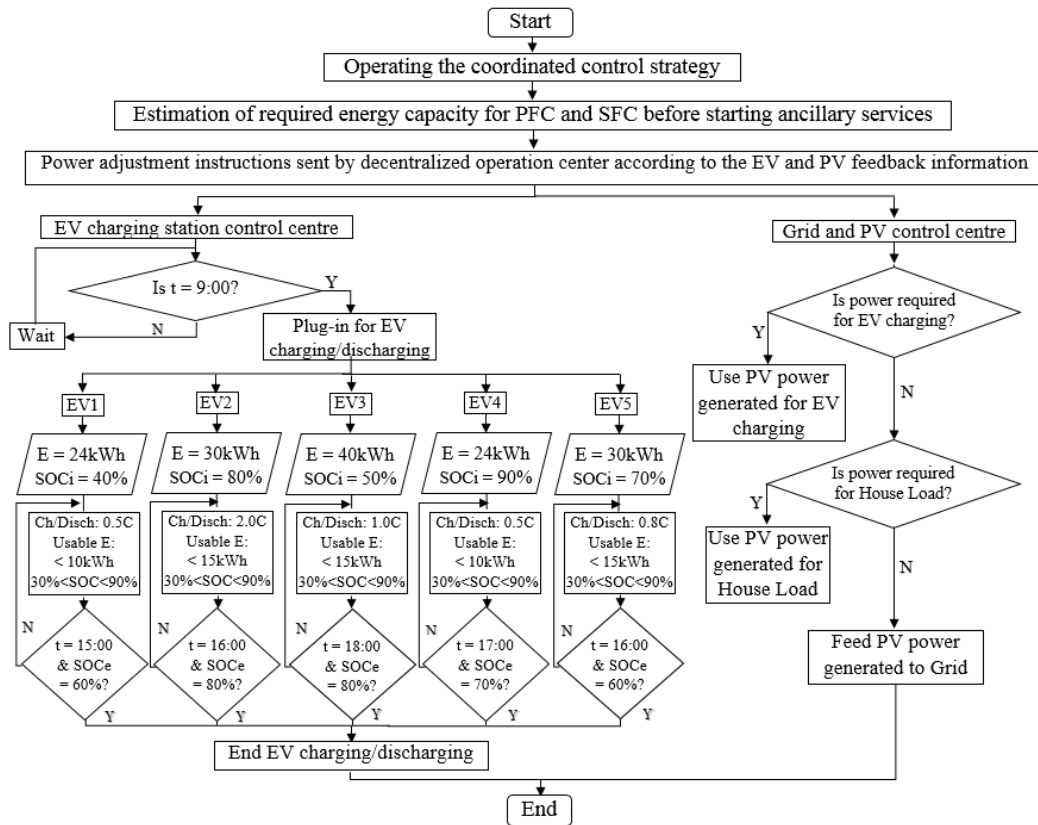 Start
Operating the coordinated control strategy
Estimation of required energy capacity for PFC and SFC before starting ancillary services
Power adjustment instructions sent by decentralized operation center according to the EV and PV feedback information
EV charging station control centre
Is t = 9:00?
Y
N
Wait
Plug-in for EV
charging/discharging
EV1
E = 24kWh
SOCi = 40%
Ch/Disch: 0.5C
Usable E:
< 10kWh
30%<SOC<90%
N
t = 15:00
& SOCe
= 60%?
Y
EV2
E = 30kWh
SOCi = 80%
Ch/Disch: 2.0C
Usable E:
< 15kWh
30%<SOC<90%
N
t = 16:00
& SOCe
= 80%?
Y
EV3
E = 40kWh
SOCi = 50%
Ch/Disch: 1.0C
Usable E:
< 15kWh
30%<SOC<90%
N
t = 18:00
& SOCe
= 80%?
Y
EV4
E = 24kWh
SOCi = 90%
Ch/Disch: 0.5C
Usable E:
< 10kWh
30%<SOC<90%
N
t = 17:00
& SOCe
= 70%?
Y
EV5
E = 30kWh
SOCi = 70%
Ch/Disch: 0.8C
Usable E:
< 15kWh
30%<SOC<90%
N
t = 16:00
& SOCe
= 60%?
Y
End EV charging/discharging
Grid and PV control centre
Is power required
for EV charging?
Y
Use PV power
generated for EV
charging
N
Is power required
for House Load?
Y
Use PV power
generated for
House Load
N
Feed PV power
generated to Grid
End